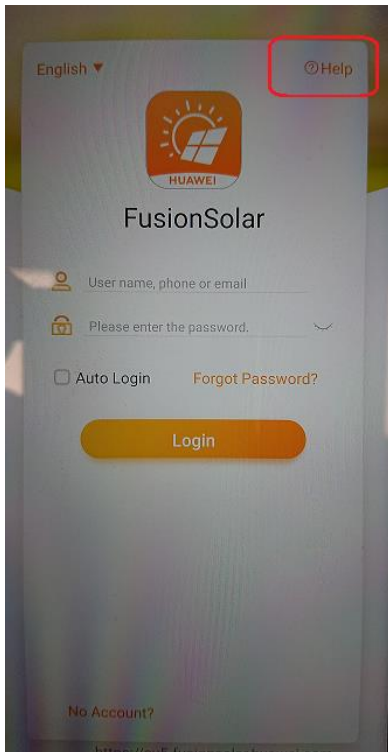 English ▼
?Help
HUAWEI
FusionSolar
User name, phone or email
Please enter the password.
Auto Login
Forgot Password?
Login
No Account?